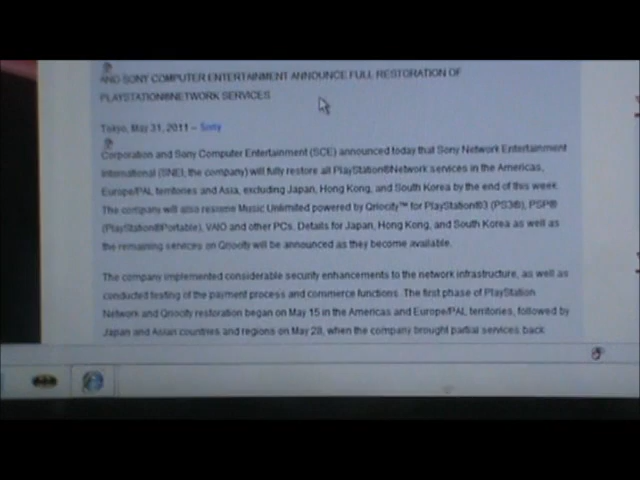 AND SONY COMPUTER ENTERTAINMENT ANNOUNCE FULL RESTORATION OF
PLAYSTATION®NETWORK SERVICES
Tokyo, May 31, 2011 – Sony
Corporation and Sony Computer Entertainment (SCE) announced today that Sony Network Entertainment
International (SNEI, the company) will fully restore all PlayStation®Network services in the Americas,
Europe/PAL territories and Asia, excluding Japan, Hong Kong, and South Korea by the end of this week.
The company will also resume Music Unlimited powered by Qriocity™ for PlayStation®3 (PS3®), PSP®
(PlayStation®Portable), VAIO and other PCs. Details for Japan, Hong Kong, and South Korea as well as
the remaining services on Qriocity will be announced as they become available.
The company implemented considerable security enhancements to the network infrastructure, as well as
conducted testing of the payment process and commerce functions. The first phase of PlayStation
Network and Qriocity restoration began on May 15 in the Americas and Europe/PAL territories, followed by
Japan and Asian countries and regions on May 28, when the company brought partial services back